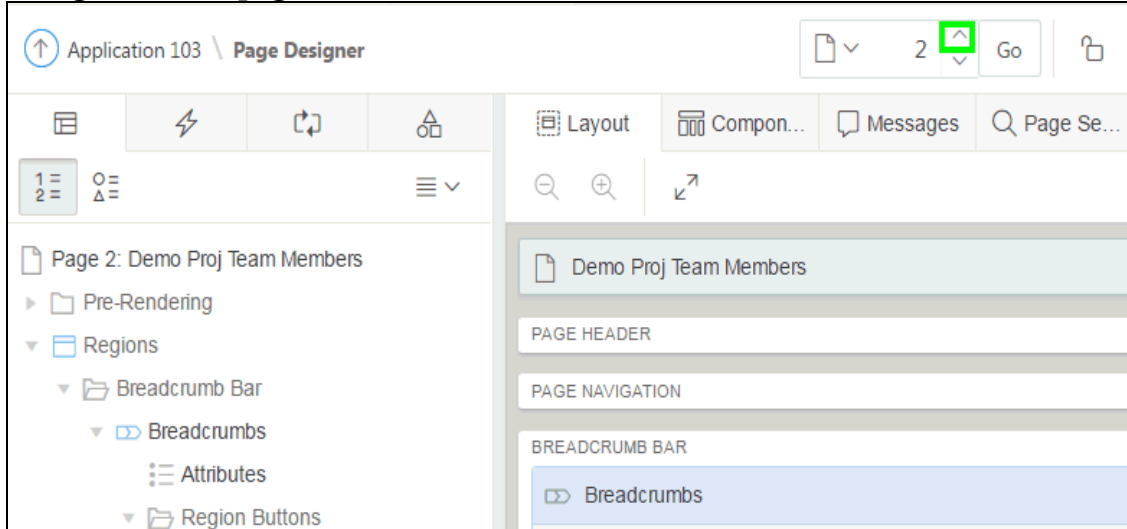 Application 103 \ Page Designer
2
Go
Layout
Compon...
Messages
Page Se...
Page 2: Demo Proj Team Members
Pre-Rendering
Regions
Breadcrumb Bar
Breadcrumbs
Attributes
Region Buttons
Demo Proj Team Members
PAGE HEADER
PAGE NAVIGATION
BREADCRUMB BAR
Breadcrumbs